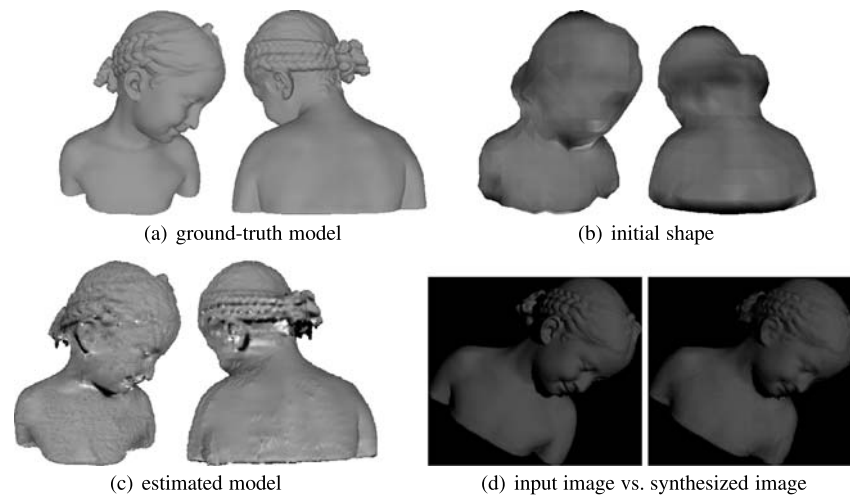 (a) ground-truth model
(b) initial shape
(c) estimated model
(d) input image vs. synthesized image